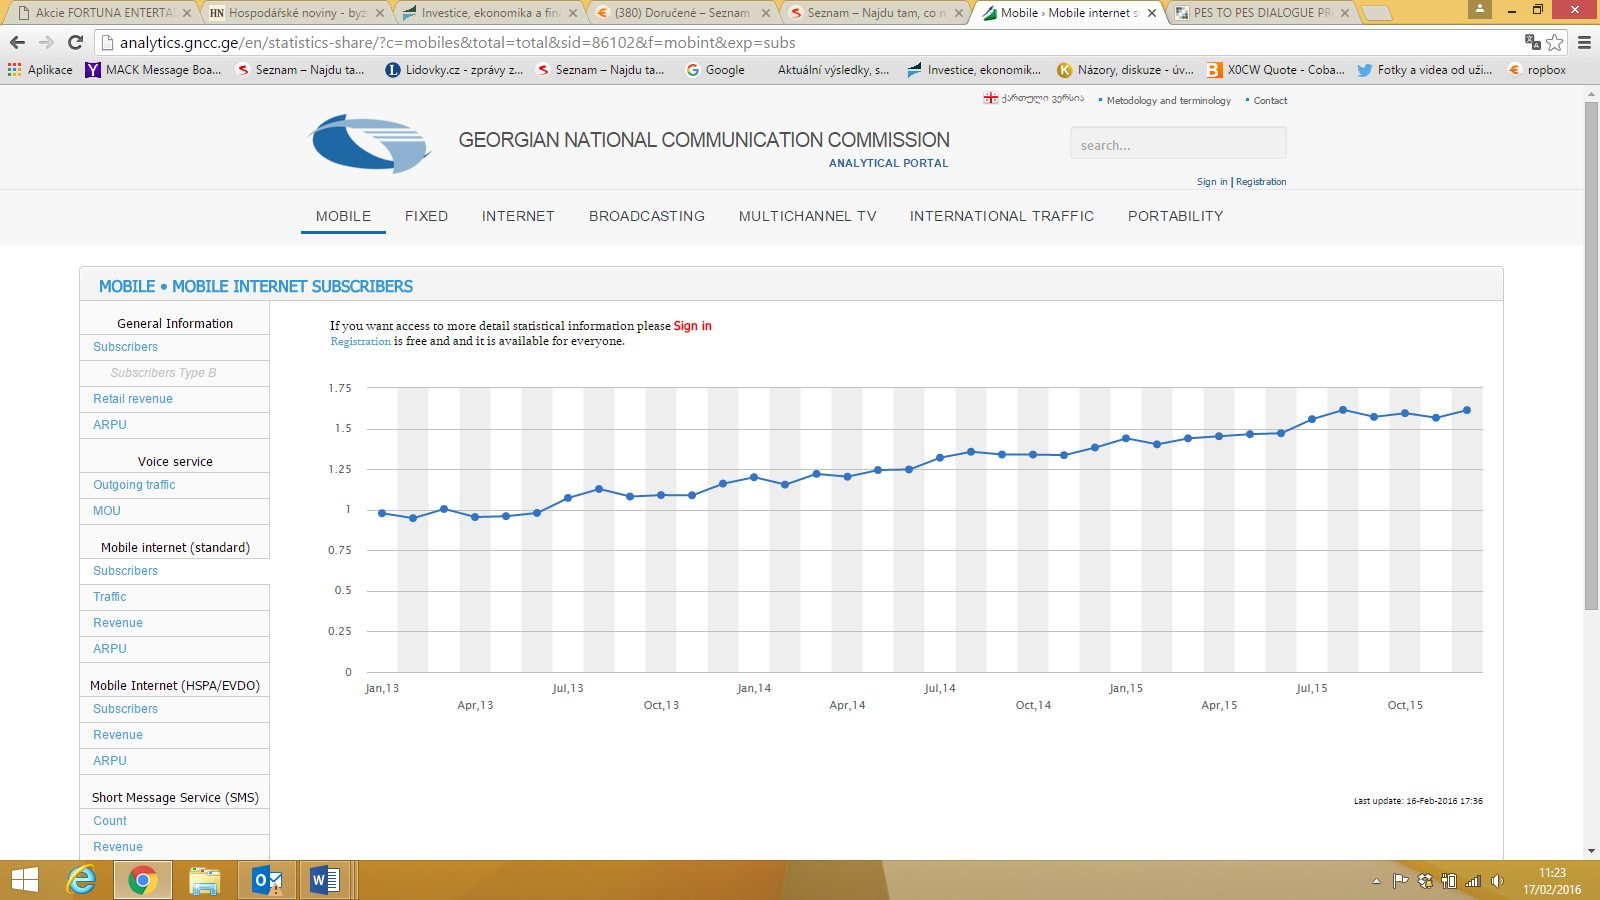 Akcie FORTUNA ENTERTAI
Hospodářské noviny - byz
Investice, ekonomika a fina
(380) Doručené – Seznam
Seznam – Najdu tam, co n
Mobile › Mobile internet su
PES TO PES DIALOGUE PR
analytics.gncc.ge/en/statistics-share/?c=mobiles&total=total&sid=86102&f=mobint&exp=subs
Aplikace
MACK Message Boa...
Seznam – Najdu ta...
Lidovky.cz - zprávy z...
Seznam – Najdu ta...
Google
Aktuální výsledky, s...
Investice, ekonomik...
Názory, diskuze - úv...
X0CW Quote - Coba...
Fotky a videa od uži...
ropbox
ქართული ვერსია
Metodology and terminology
Contact
GEORGIAN NATIONAL COMMUNICATION COMMISSION
ANALYTICAL PORTAL
search...
Sign in | Registration
MOBILE FIXED INTERNET BROADCASTING MULTICHANNEL TV INTERNATIONAL TRAFFIC PORTABILITY
MOBILE • MOBILE INTERNET SUBSCRIBERS
General Information
Subscribers
Subscribers Type B
Retail revenue
ARPU
Voice service
Outgoing traffic
MOU
Mobile internet (standard)
Subscribers
Traffic
Revenue
ARPU
Mobile Internet (HSPA/EVDO)
Subscribers
Revenue
ARPU
Short Message Service (SMS)
Count
Revenue
If you want access to more detail statistical information please Sign in
Registration is free and and it is available for everyone.
1.75
1.5
1.25
1
0.75
0.5
0.25
0
Jan,13
Apr,13
Jul,13
Oct,13
Jan,14
Apr,14
Jul,14
Oct,14
Jan,15
Apr,15
Jul,15
Oct,15
Last update: 16-Feb-2016 17:36
11:23
17/02/2016